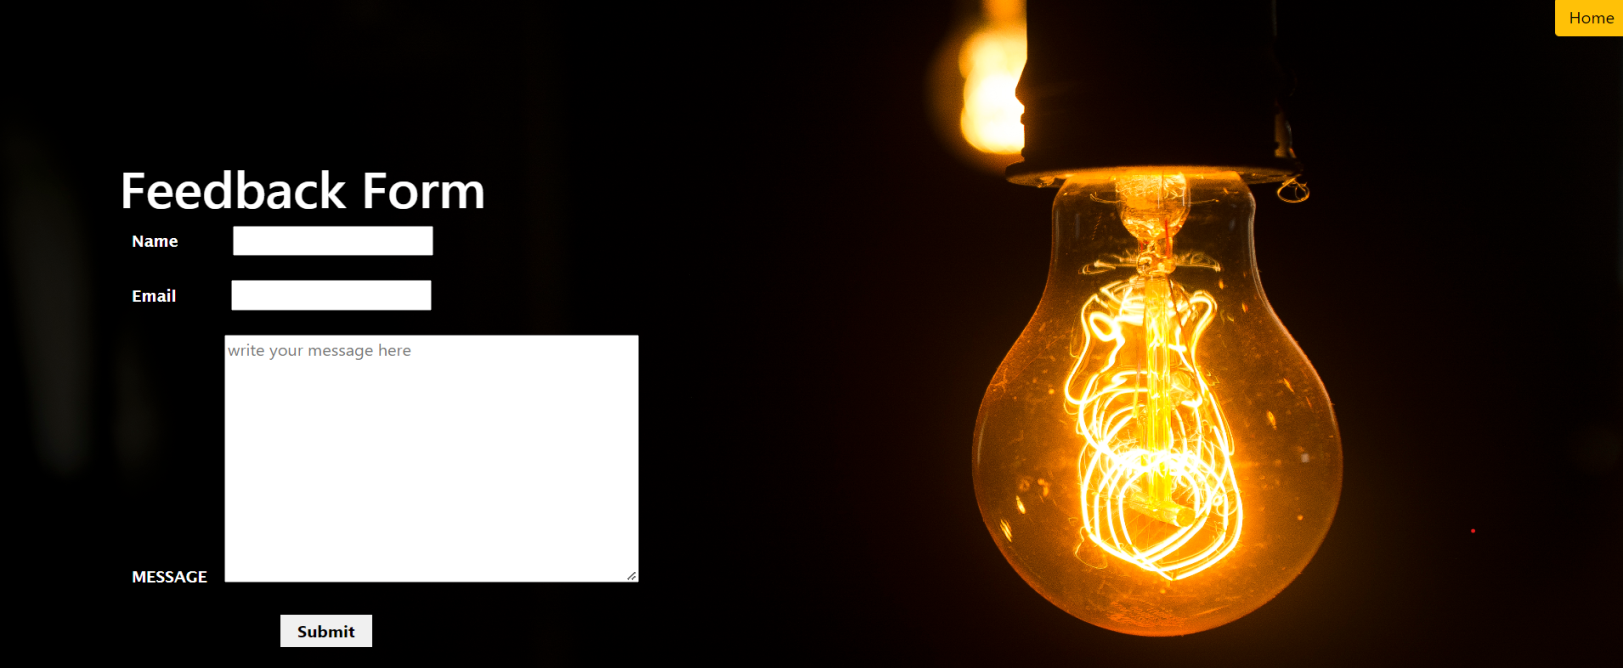 Home
Feedback Form
Name
Email
write your message here
MESSAGE
Submit